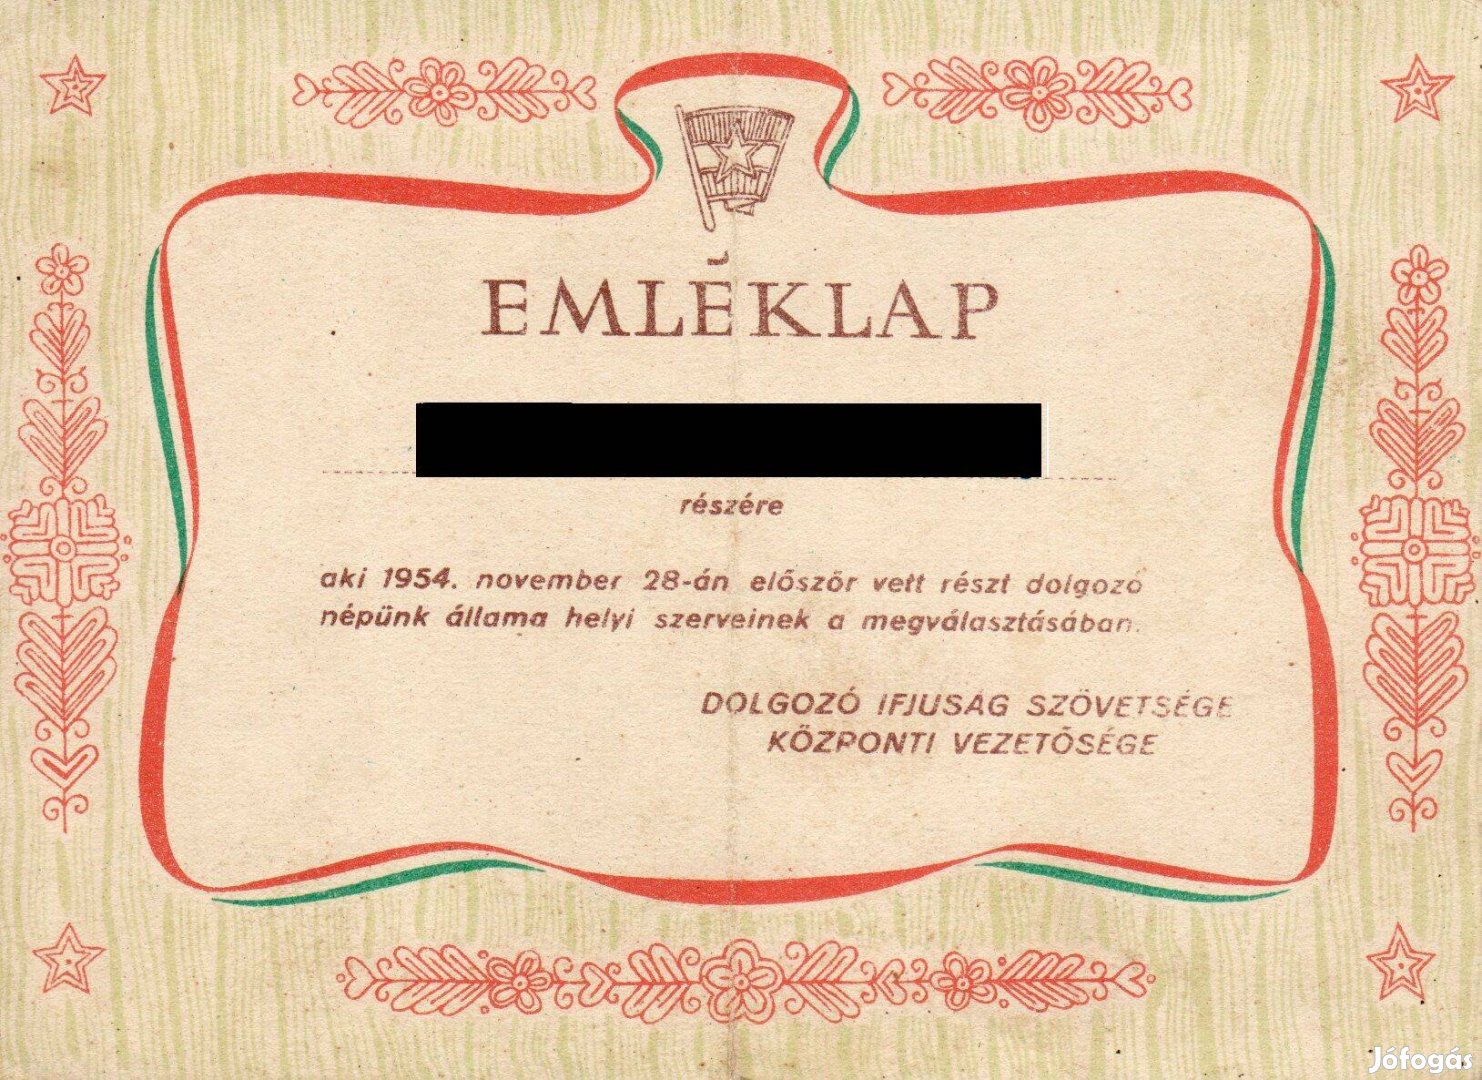 EMLÉKLAP
részére
aki 1954. november 28-án először vett részt dolgozó
népünk állama helyi szerveinek a megválasztásában.
DOLGOZÓ IFJUSÁG SZÖVETSÉGE
KÖZPONTI VEZETŐSÉGE
Jófogás